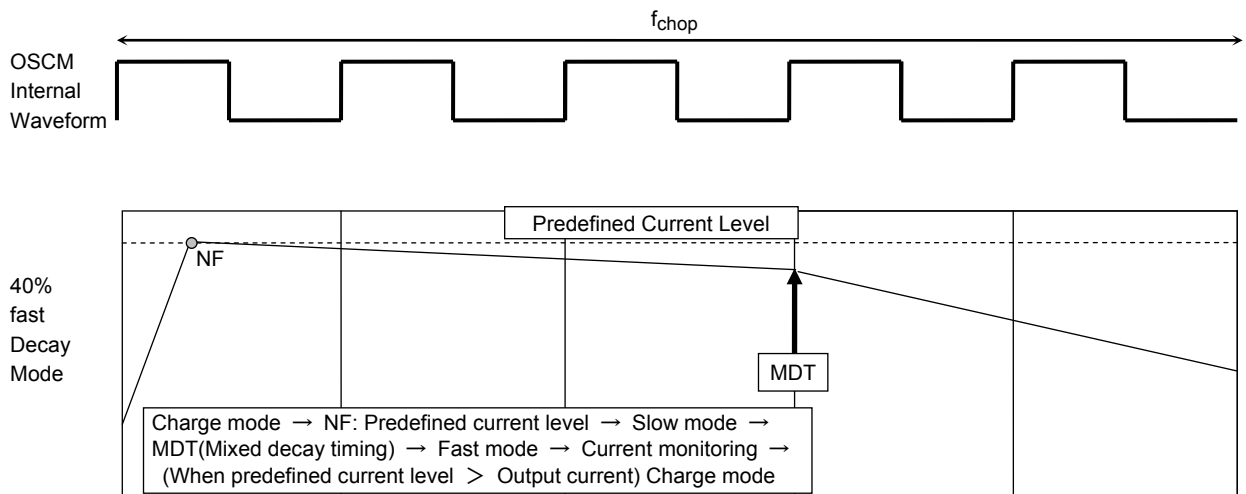 fchop
OSCM
Internal
Waveform
Predefined Current Level
NF
40%
fast
Decay
Mode
MDT
Charge mode → NF: Predefined current level → Slow mode →
MDT(Mixed decay timing) → Fast mode → Current monitoring →
(When predefined current level ＞ Output current) Charge mode